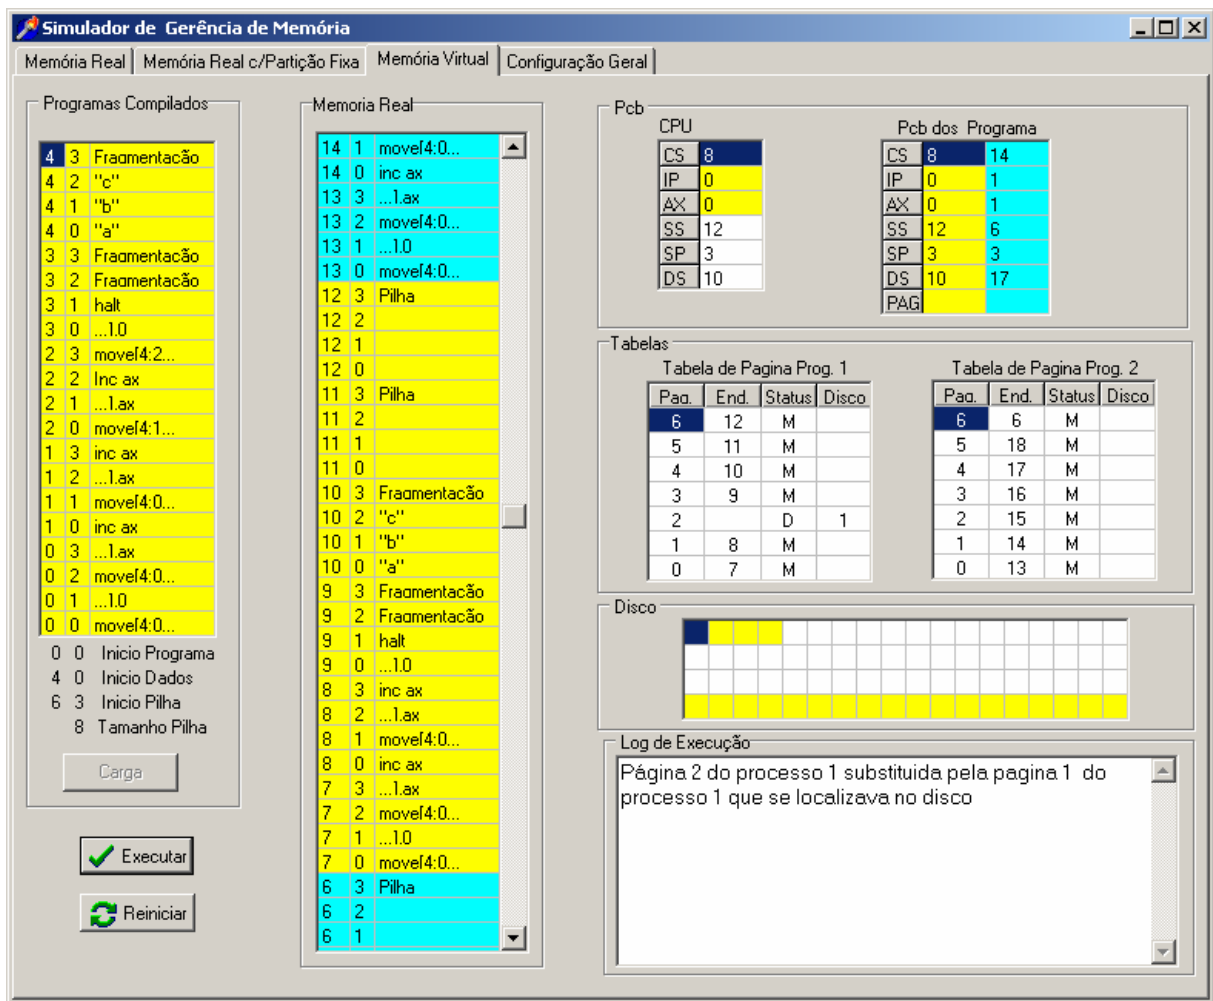 Simulador de Gerência de Memória
Memória Real Memória Real c/Partição Fixa Memória Virtual Configuração Geral
Programas Compilados
4 3 Fragmentacão
4 2 "c"
4 1 "b"
4 0 "a"
3 3 Fragmentacão
3 2 Fragmentacão
3 1 halt
3 0 ...1.0
2 3 move[4:2...
2 2 Inc ax
2 1 ...1.ax
2 0 move[4:1...
1 3 inc ax
1 2 ...1.ax
1 1 move[4:0...
1 0 inc ax
0 3 ...1.ax
0 2 move[4:0...
0 1 ...1.0
0 0 move[4:0...
0 0 Inicio Programa
4 0 Inicio Dados
6 3 Inicio Pilha
8 Tamanho Pilha
Carga
Executar
Reiniciar
Memoria Real
14 1 move[4:0...
14 0 inc ax
13 3 ...1.ax
13 2 move[4:0...
13 1 ...1.0
13 0 move[4:0...
12 3 Pilha
12 2
12 1
12 0
11 3 Pilha
11 2
11 1
11 0
10 3 Fragmentacão
10 2 "c"
10 1 "b"
10 0 "a"
9 3 Fragmentacão
9 2 Fragmentacão
9 1 halt
9 0 ...1.0
8 3 inc ax
8 2 ...1.ax
8 1 move[4:0...
8 0 inc ax
7 3 ...1.ax
7 2 move[4:0...
7 1 ...1.0
7 0 move[4:0...
6 3 Pilha
6 2
6 1
Pcb
CPU
CS 8
IP 0
AX 0
SS 12
SP 3
DS 10
Pcb dos Programa
CS 8 14
IP 0 1
AX 0 1
SS 12 6
SP 3 3
DS 10 17
PAG
Tabelas
Tabela de Pagina Prog. 1
Pag. End. Status Disco
6 12 M
5 11 M
4 10 M
3 9 M
2 D 1
1 8 M
0 7 M
Tabela de Pagina Prog. 2
Pag. End. Status Disco
6 6 M
5 18 M
4 17 M
3 16 M
2 15 M
1 14 M
0 13 M
Disco
Log de Execução
Página 2 do processo 1 substituida pela pagina 1 do
processo 1 que se localizava no disco